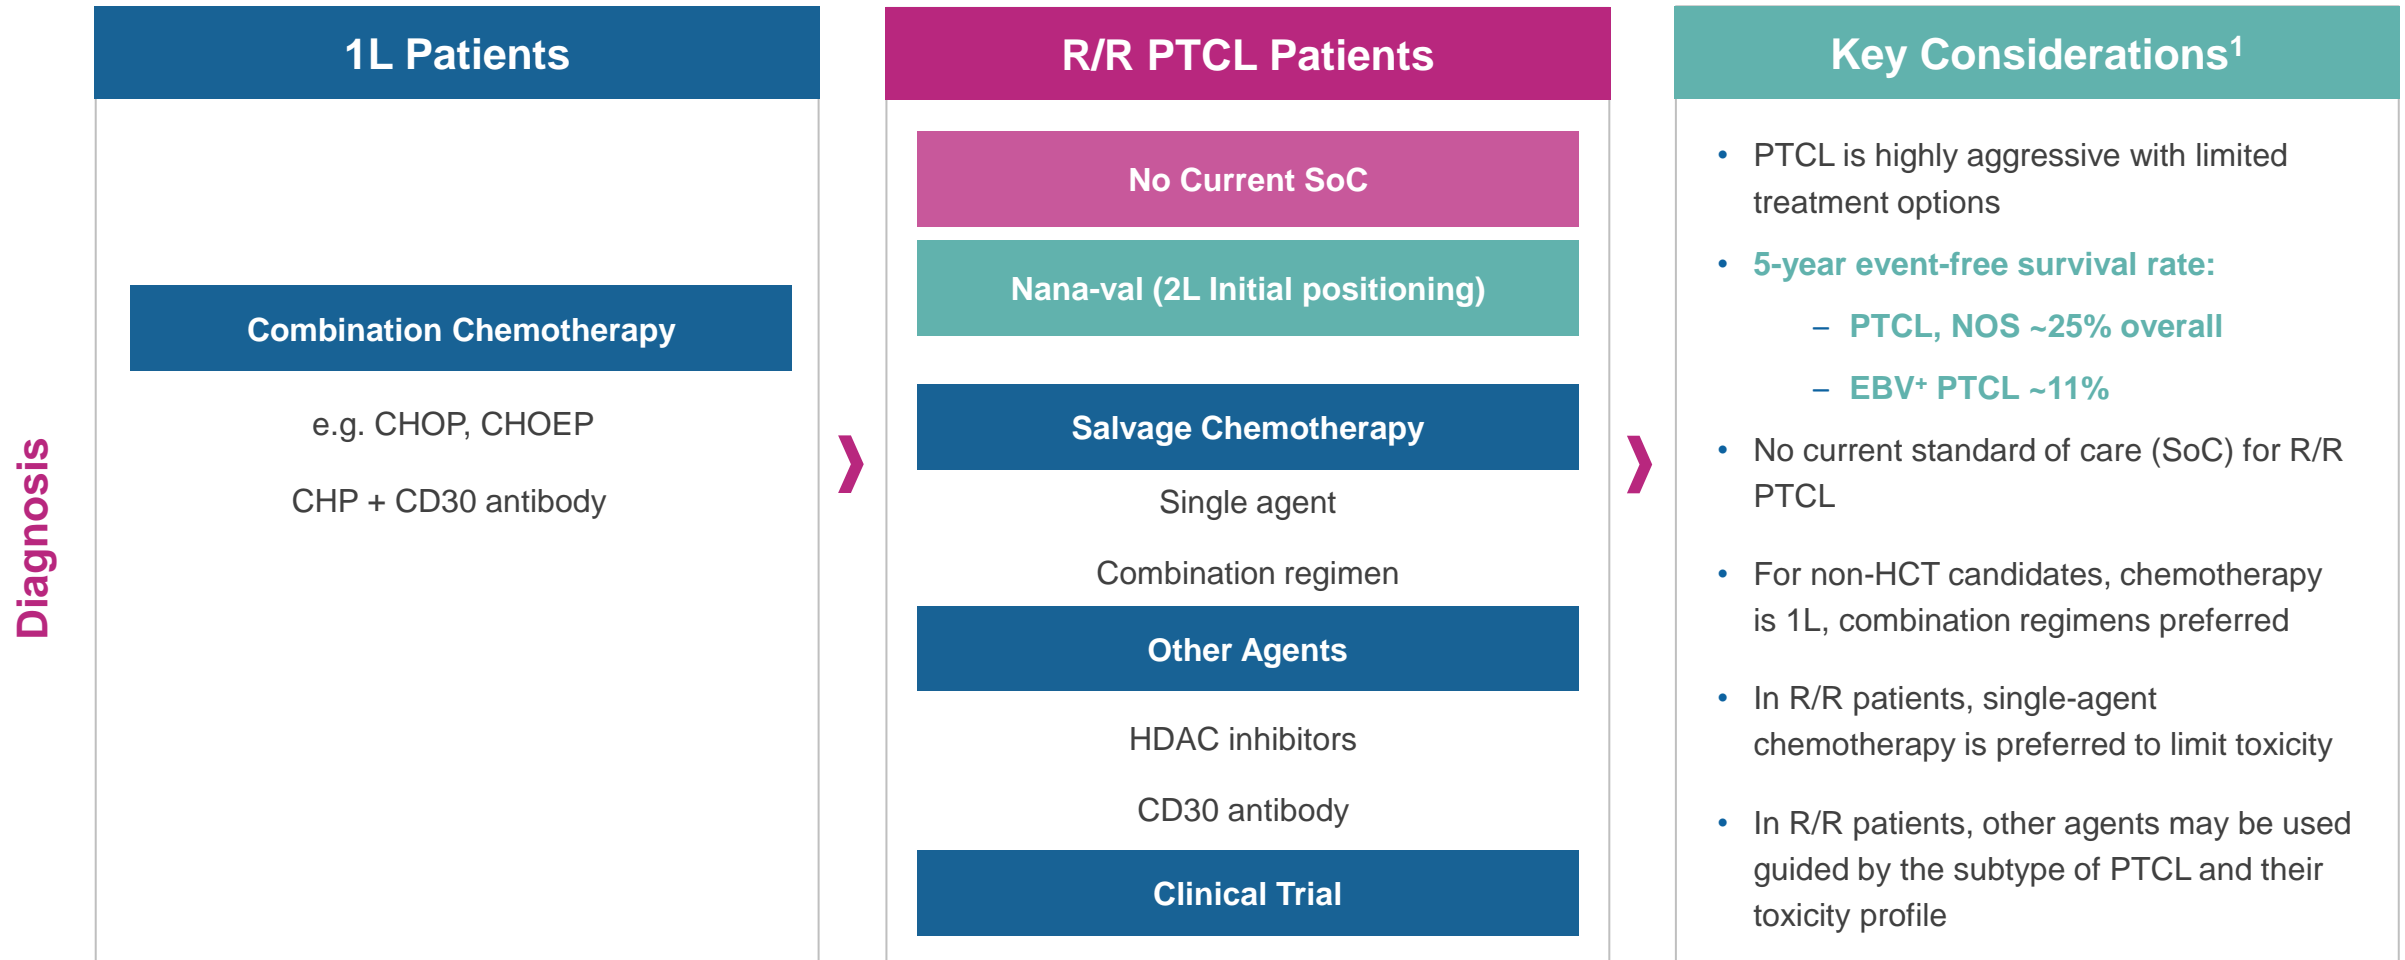 Diagnosis
1L Patients
Combination Chemotherapy
e.g. CHOP, CHOEP
CHP + CD30 antibody
R/R PTCL Patients
No Current SoC
Nana-val (2L Initial positioning)
Salvage Chemotherapy
Single agent
Combination regimen
Other Agents
HDAC inhibitors
CD30 antibody
Clinical Trial
Key Considerations¹
• PTCL is highly aggressive with limited
treatment options
• 5-year event-free survival rate:
– PTCL, NOS ~25% overall
– EBV⁺ PTCL ~11%
• No current standard of care (SoC) for R/R
PTCL
• For non-HCT candidates, chemotherapy
is 1L, combination regimens preferred
• In R/R patients, single-agent
chemotherapy is preferred to limit toxicity
• In R/R patients, other agents may be used
guided by the subtype of PTCL and their
toxicity profile